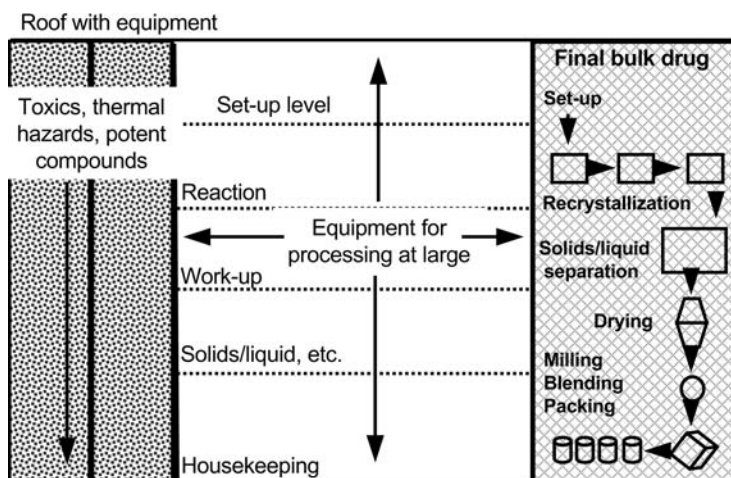 Roof with equipment
Toxics, thermal
hazards, potent
compounds
Set-up level
Reaction
Equipment for
processing at large
Work-up
Solids/liquid, etc.
Housekeeping
Final bulk drug
Set-up
Recrystallization
Solids/liquid
separation
Drying
Milling
Blending
Packing